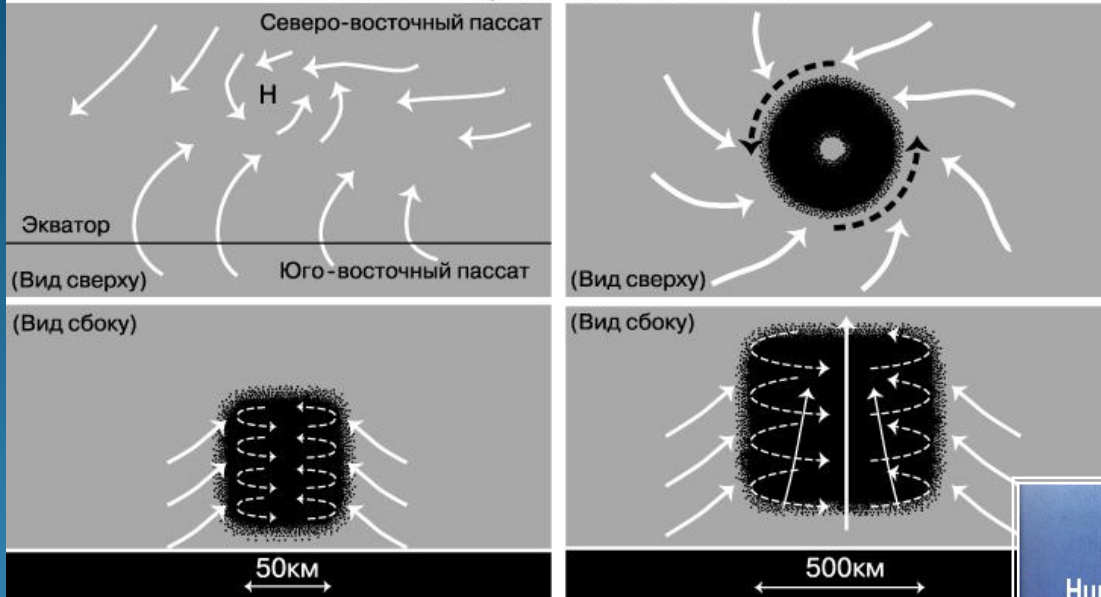 Северо-восточный пассат
Н
Экватор
(Вид сверху)
Юго-восточный пассат
(Вид сверху)
(Вид сбоку)
(Вид сбоку)
50км
500км